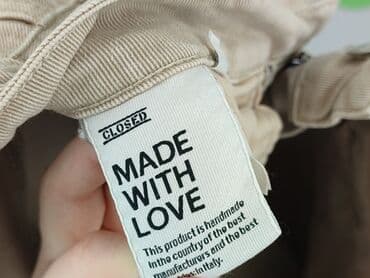 CLOSED
MADE
WITH
LOVE
This product is handmade
in the country of the best
manufacturers and the best
in Italy.